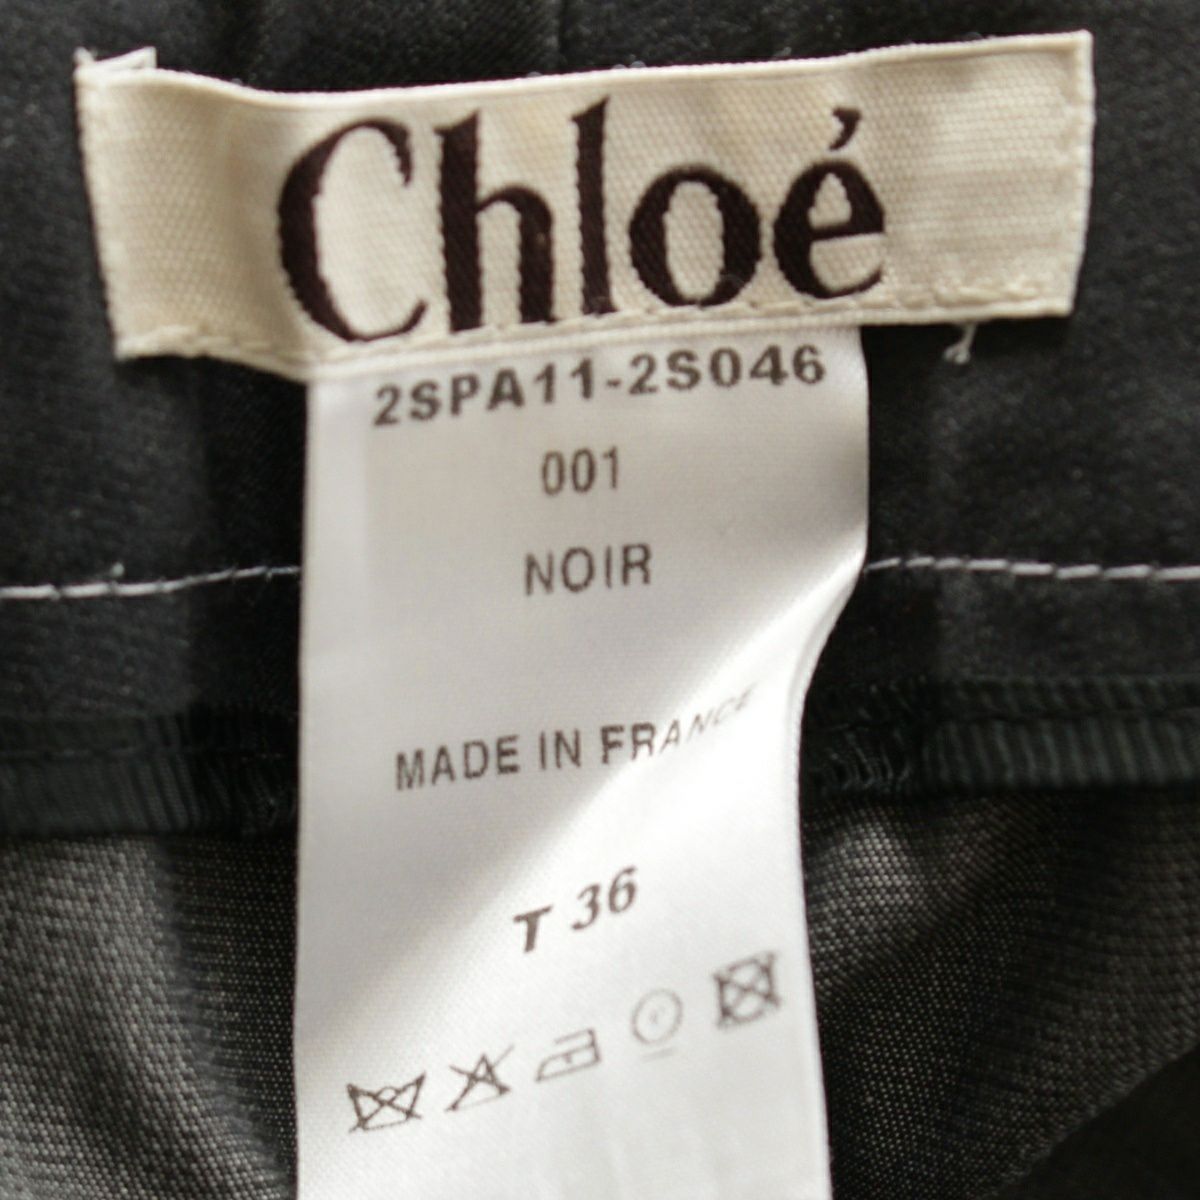 Chloé
2SPA11-2S046
001
NOIR
MADE IN FRANCE
T 36